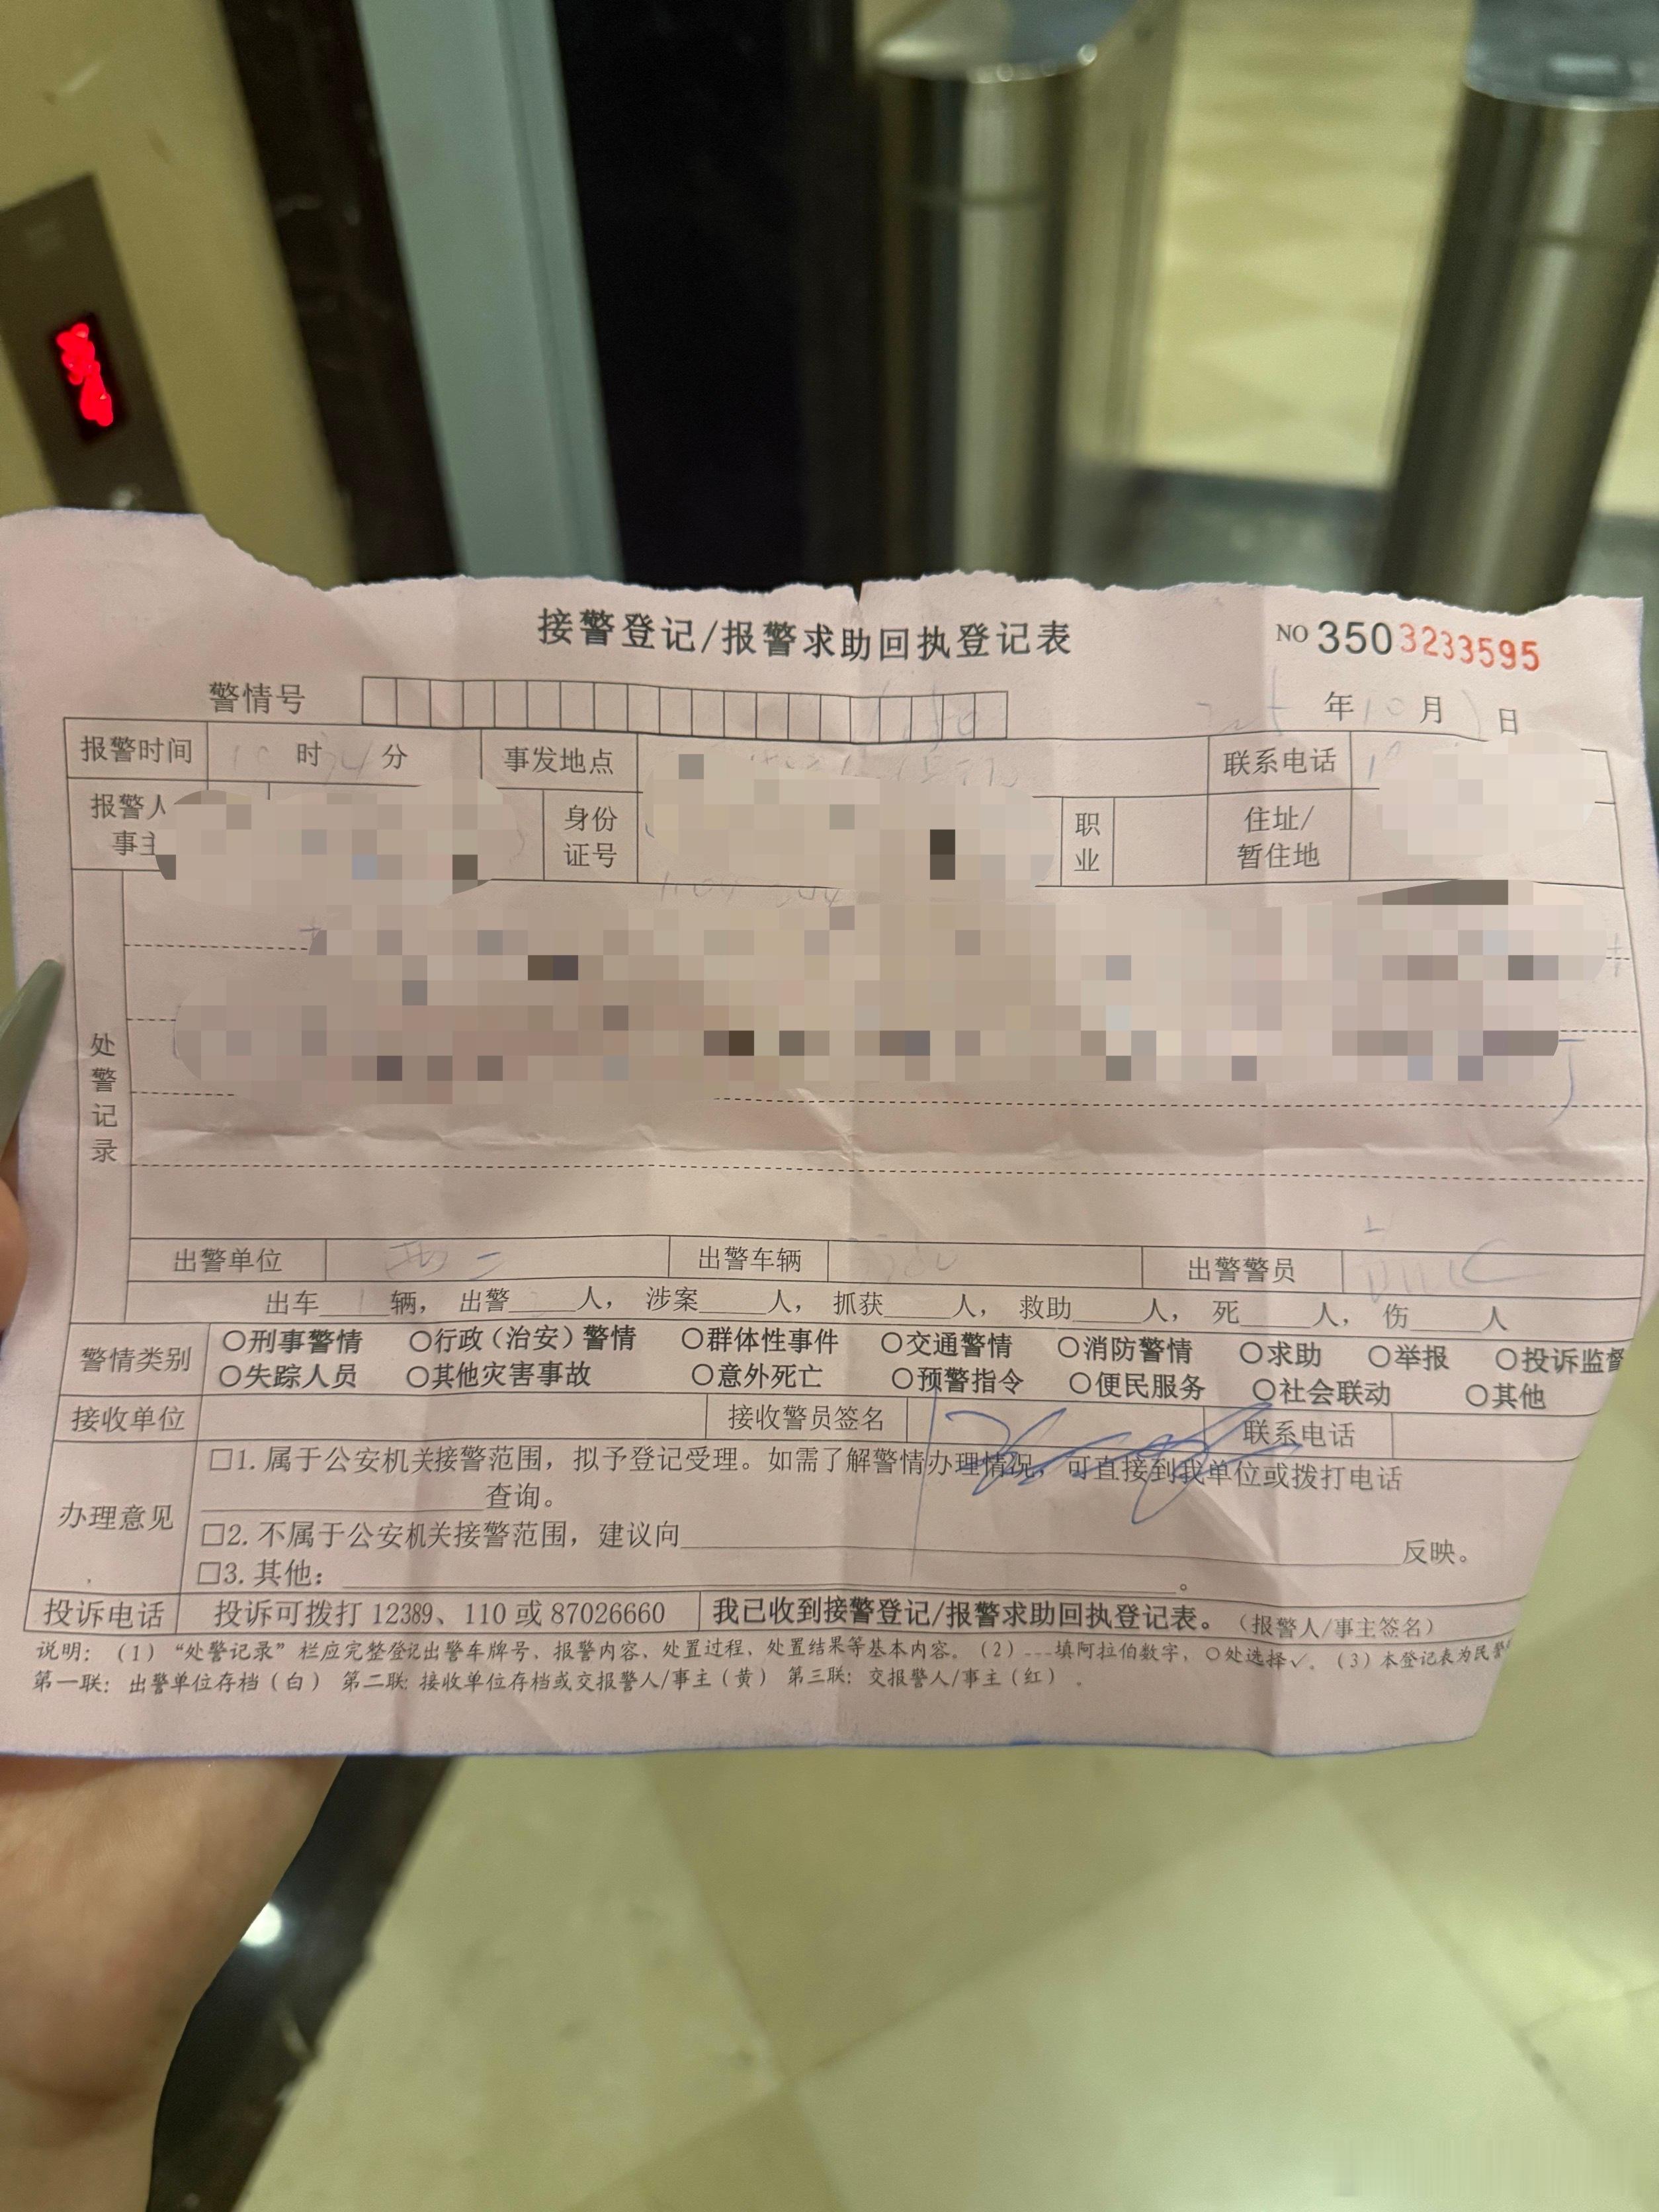 接警登记/报警求助回执登记表 NO 3503233595
警情号 年10月 日
报警时间 10时 分 事发地点 联系电话
报警人 事主 身份证号 职业 住址/暂住地
处警记录
出警单位 出警车辆 出警警员
出车1辆，出警 人，涉案 人，抓获 人，救助 人，死 人，伤 人
警情类别 ○刑事警情 ○行政（治安）警情 ○群体性事件 ○交通警情 ○消防警情 ○求助 ○举报 ○投诉监督
○失踪人员 ○其他灾害事故 ○意外死亡 ○预警指令 ○便民服务 ○社会联动 ○其他
接收单位 接收警员签名 联系电话
办理意见 □1. 属于公安机关接警范围，拟予登记受理。如需了解警情办理情况，可直接到我单位或拨打电话
查询。
□2. 不属于公安机关接警范围，建议向 反映。
□3. 其他： 。
投诉电话 投诉可拨打 12389、110 或 87026660 我已收到接警登记/报警求助回执登记表。（报警人/事主签名）
说明：（1）“处警记录”栏应完整登记出警车牌号、报警内容、处置过程、处置结果等基本内容。（2）---填阿拉伯数字，○处选择✓。（3）本登记表为民警
第一联：出警单位存档（白） 第二联：接收单位存档或交报警人/事主（黄） 第三联：交报警人/事主（红）。